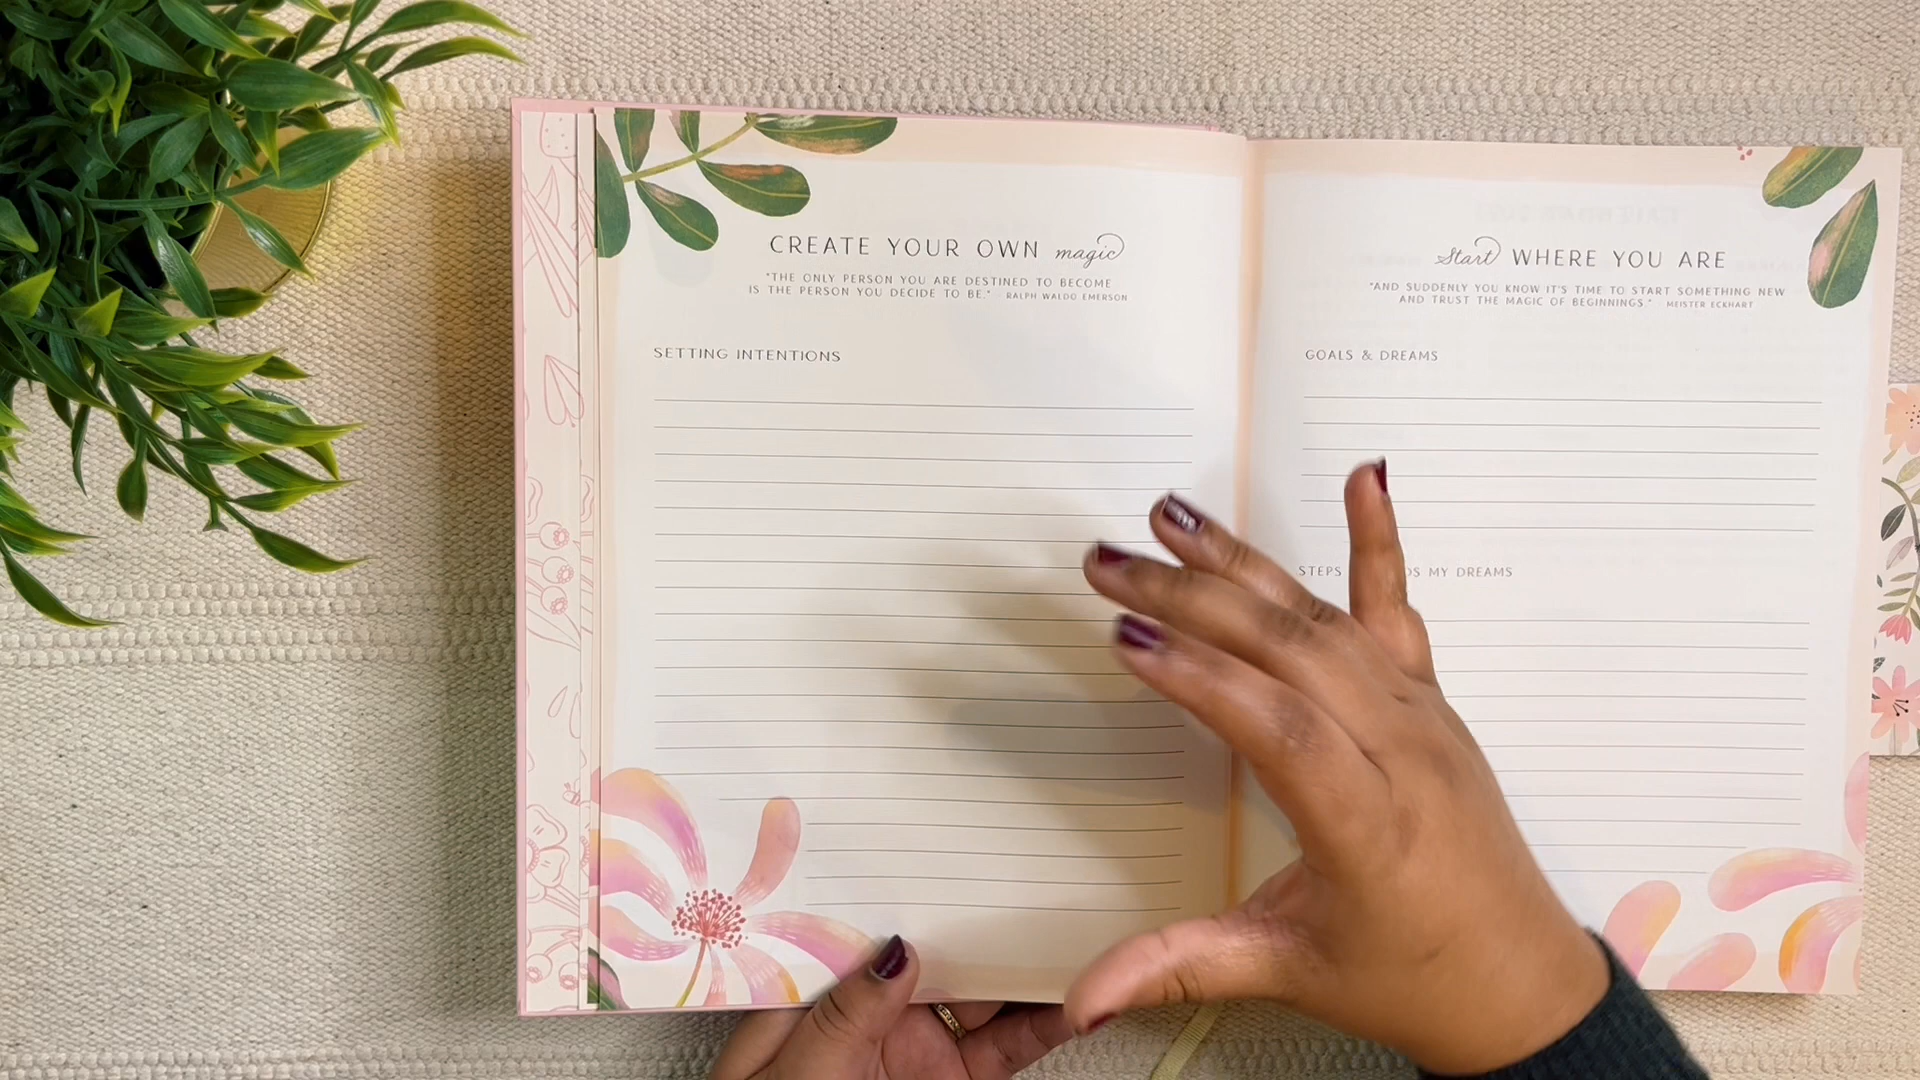 CREATE YOUR OWN magic
"THE ONLY PERSON YOU ARE DESTINED TO BECOME
IS THE PERSON YOU DECIDE TO BE." RALPH WALDO EMERSON
SETTING INTENTIONS
Start WHERE YOU ARE
"AND SUDDENLY YOU KNOW IT'S TIME TO START SOMETHING NEW
AND TRUST THE MAGIC OF BEGINNINGS." MEISTER ECKHART
GOALS & DREAMS
STEPS MY DREAMS